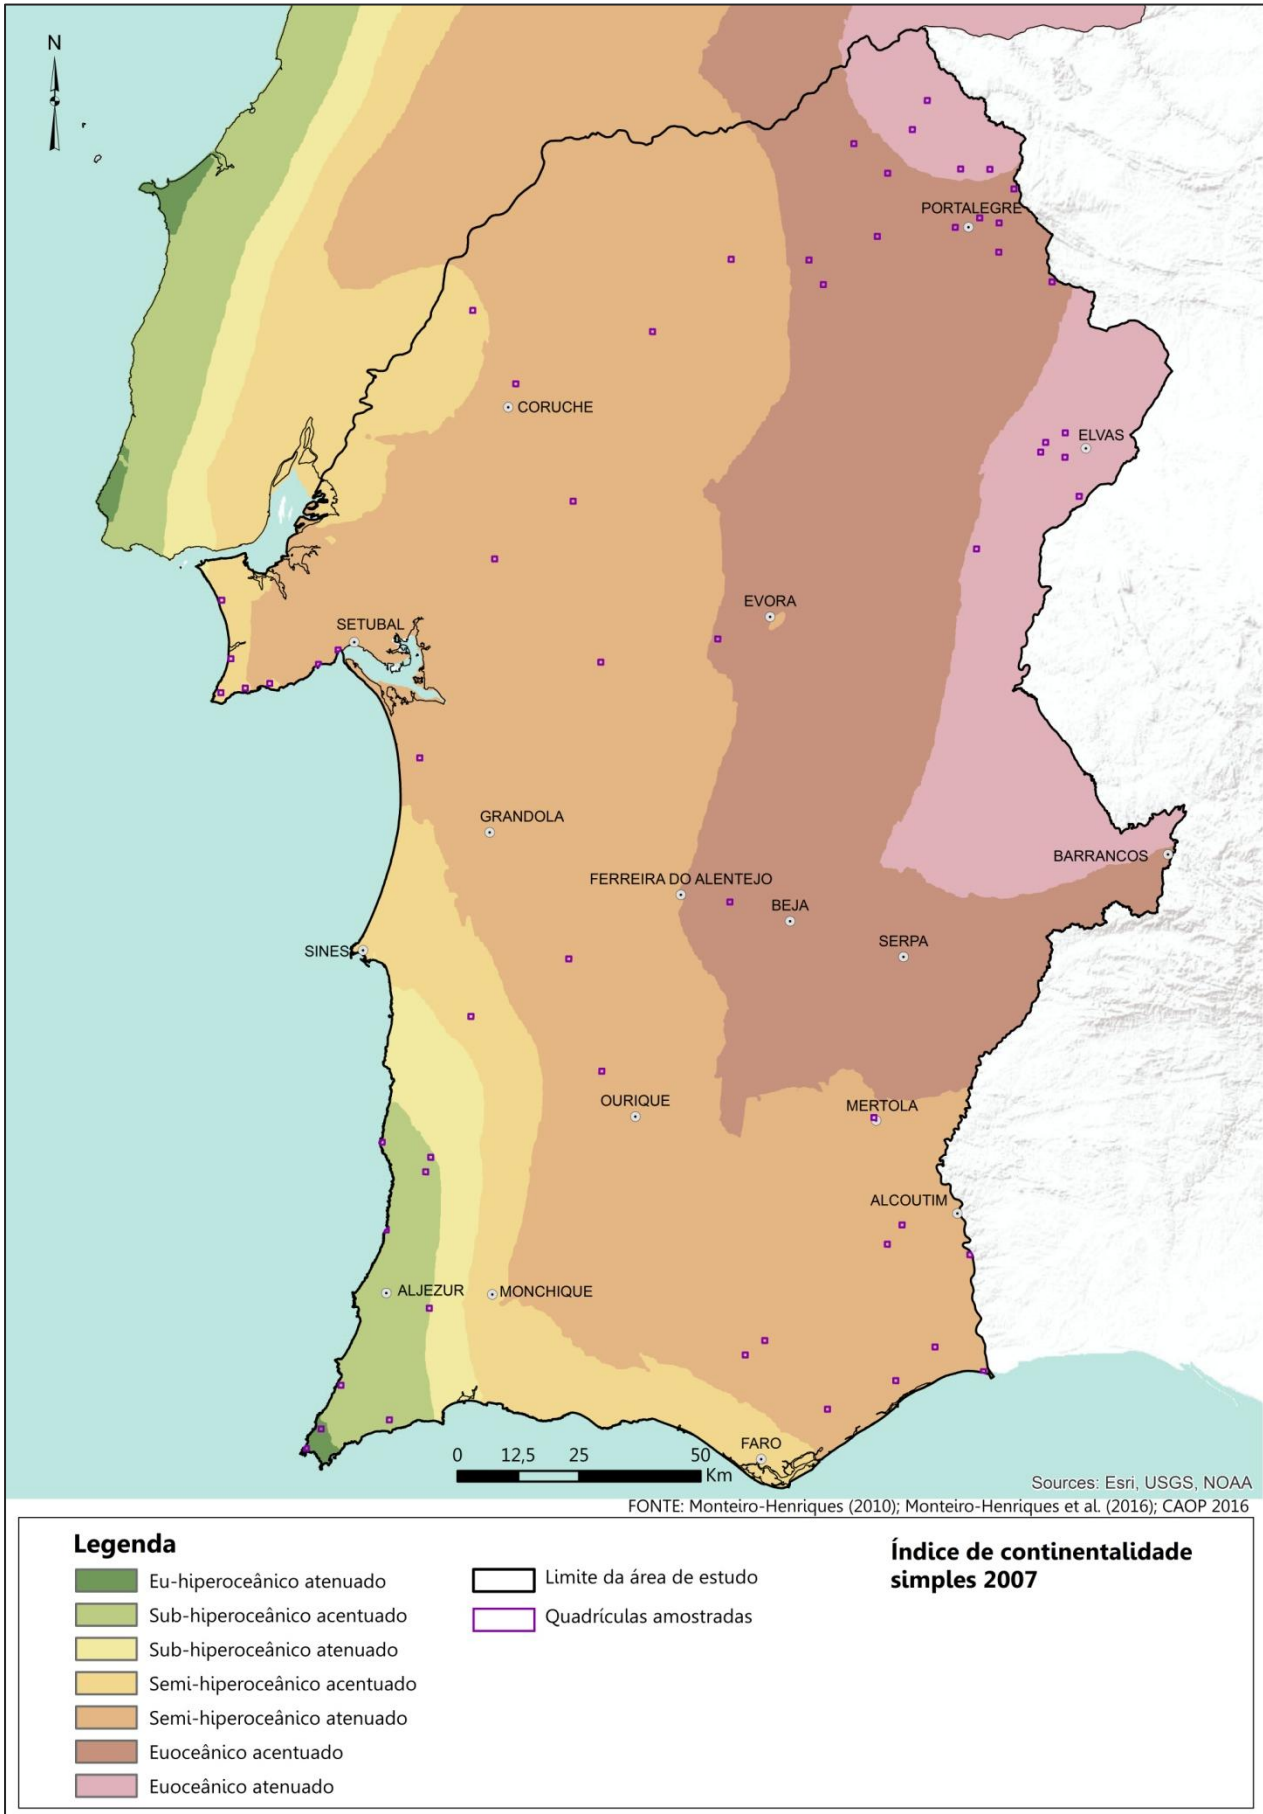 N
PORTALEGRE
CORUCHE
ELVAS
EVORA
SETUBAL
GRANDOLA
BARRANCOS
FERREIRA DO ALENTEJO
BEJA
SERPA
SINES
OURIQUE
MERTOLA
ALCOUTIM
ALJEZUR
MONCHIQUE
FARO
0 12,5 25 50
Km
Sources: Esri, USGS, NOAA
FONTE: Monteiro-Henriques (2010); Monteiro-Henriques et al. (2016); CAOP 2016
Legenda
Eu-hiperoceânico atenuado
Sub-hiperoceânico acentuado
Sub-hiperoceânico atenuado
Semi-hiperoceânico acentuado
Semi-hiperoceânico atenuado
Euoceânico acentuado
Euoceânico atenuado
Limite da área de estudo
Quadrículas amostradas
Índice de continentalidade
simples 2007